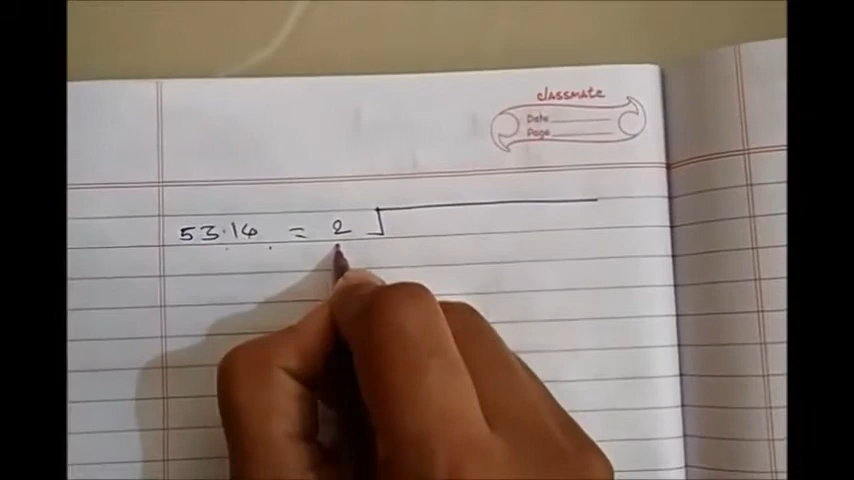 classmate
Date
Page
53.14 = 2